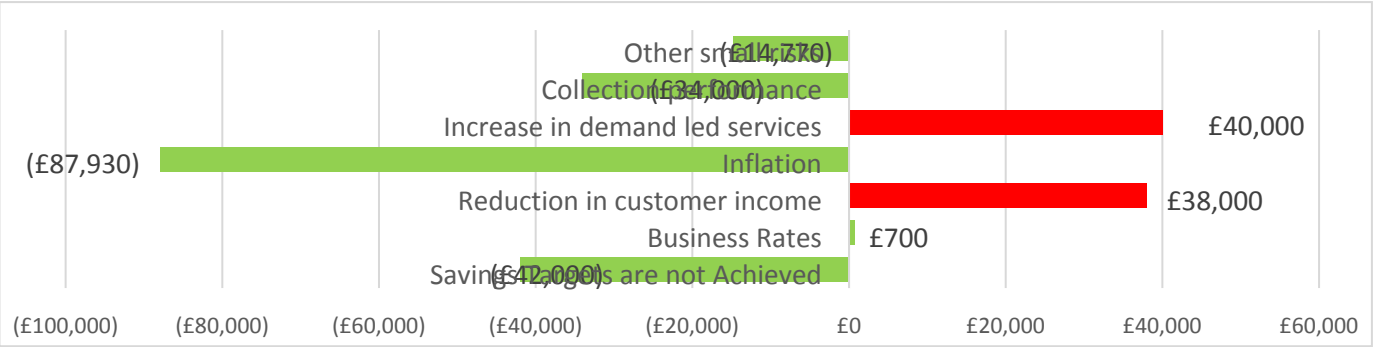 Other small risks (£14,770)
Collection performance (£34,000)
Increase in demand led services £40,000
(£87,930) Inflation
Reduction in customer income £38,000
Business Rates £700
Savings Targets are not Achieved (£42,000)
(£100,000) (£80,000) (£60,000) (£40,000) (£20,000) £0 £20,000 £40,000 £60,000